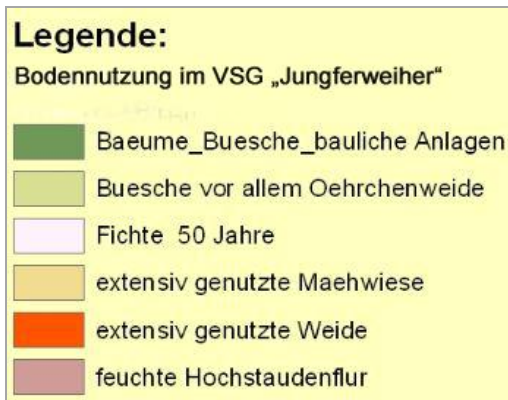 Legende:
Bodennutzung im VSG „Jungferweiher“
Baeume_Buesche_bauliche Anlagen
Buesche vor allem Oehrchenweide
Fichte 50 Jahre
extensiv genutzte Maehwiese
extensiv genutzte Weide
feuchte Hochstaudenflur